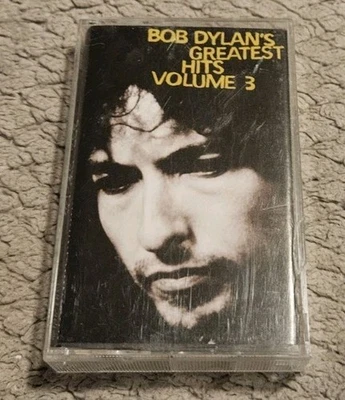 BOB DYLAN'S
GREATEST
HITS
VOLUME 3